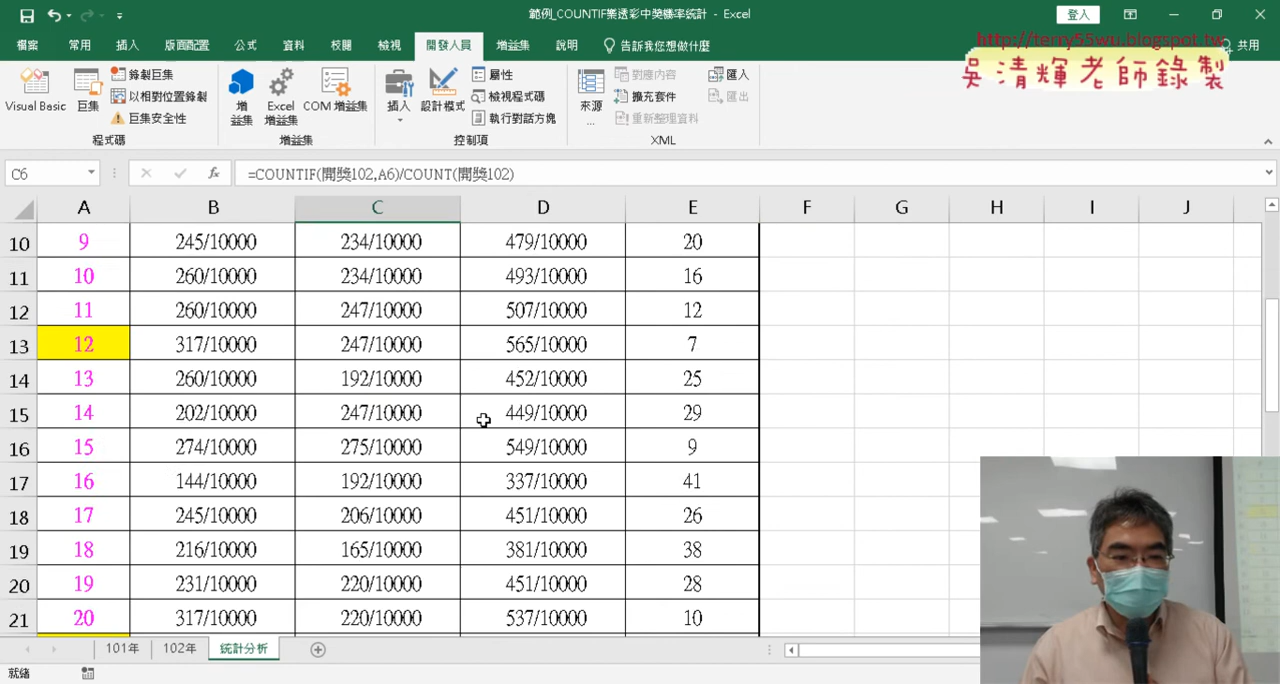 範例_COUNTIF樂透彩中獎機率統計 - Excel
登入
檔案 常用 插入 版面配置 公式 資料 校閱 檢視 開發人員 增益集 說明 告訴我您想做什麼 共用
http://terry55wu.blogspot.tw
吳清輝老師錄製
Visual Basic 巨集 錄製巨集 以相對位置錄製 巨集安全性
增益集 Excel 增益集 COM 增益集
插入 設計模式 屬性 檢視程式碼 執行對話方塊
來源... 對應內容 擴充套件 重新整理資料 匯入 匯出
程式碼 增益集 控制項 XML
C6 fx =COUNTIF(開獎102,A6)/COUNT(開獎102)
A B C D E F G H I J
10 9 245/10000 234/10000 479/10000 20
11 10 260/10000 234/10000 493/10000 16
12 11 260/10000 247/10000 507/10000 12
13 12 317/10000 247/10000 565/10000 7
14 13 260/10000 192/10000 452/10000 25
15 14 202/10000 247/10000 449/10000 29
16 15 274/10000 275/10000 549/10000 9
17 16 144/10000 192/10000 337/10000 41
18 17 245/10000 206/10000 451/10000 26
19 18 216/10000 165/10000 381/10000 38
20 19 231/10000 220/10000 451/10000 28
21 20 317/10000 220/10000 537/10000 10
101年 102年 統計分析
就緒